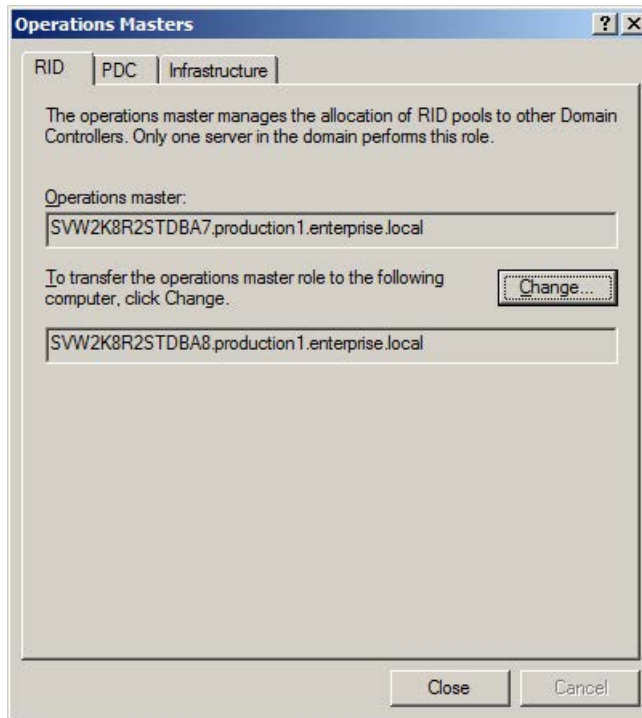 Operations Masters
RID
PDC
Infrastructure
The operations master manages the allocation of RID pools to other Domain
Controllers. Only one server in the domain performs this role.
Operations master:
SVW2K8R2STDBA7.production1.enterprise.local
To transfer the operations master role to the following
computer, click Change.
Change...
SVW2K8R2STDBA8.production1.enterprise.local
Close
Cancel